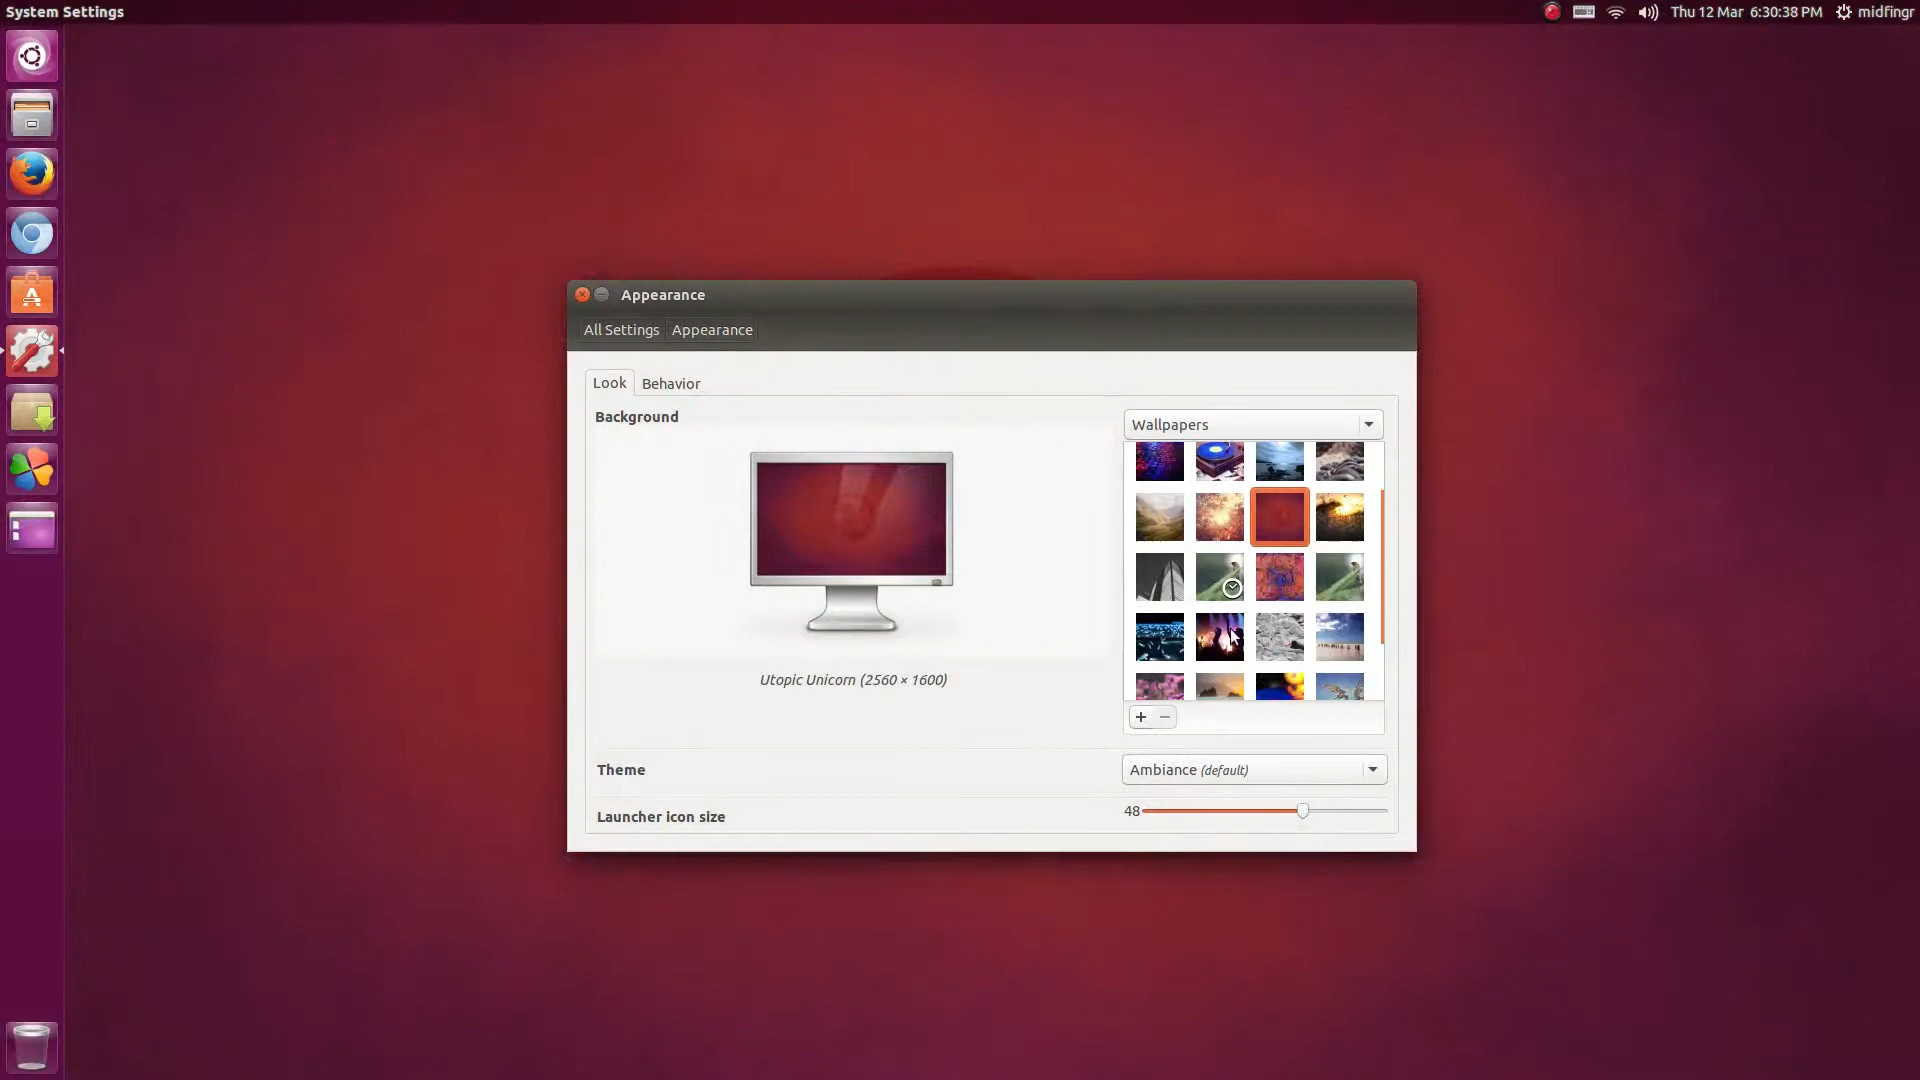 System Settings
Thu 12 Mar 6:30:38 PM
midfingr
Appearance
All Settings
Appearance
Look
Behavior
Background
Wallpapers
Utopic Unicorn (2560 × 1600)
Theme
Ambiance (default)
Launcher icon size
48